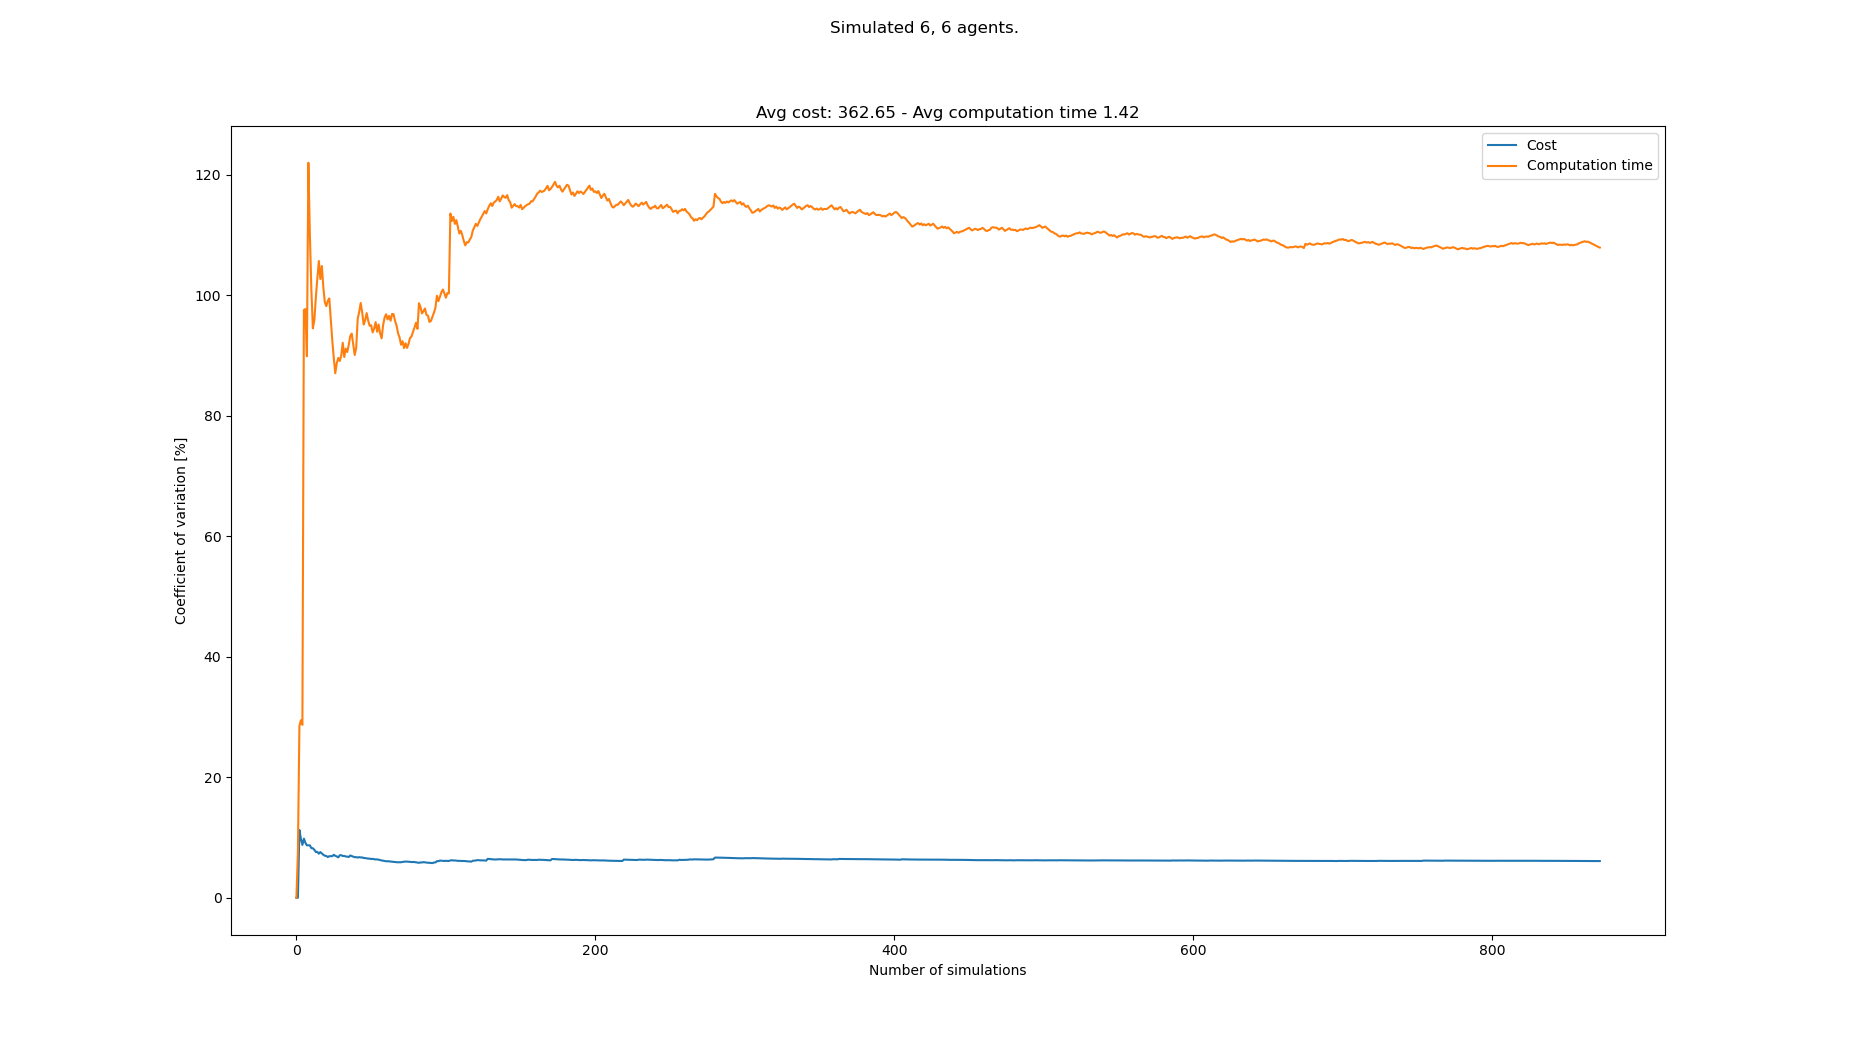 Simulated 6, 6 agents.
Avg cost: 362.65 - Avg computation time 1.42
Cost
Computation time
120
100
80
60
40
20
0
Coefficient of variation [%]
0 200 400 600 800
Number of simulations